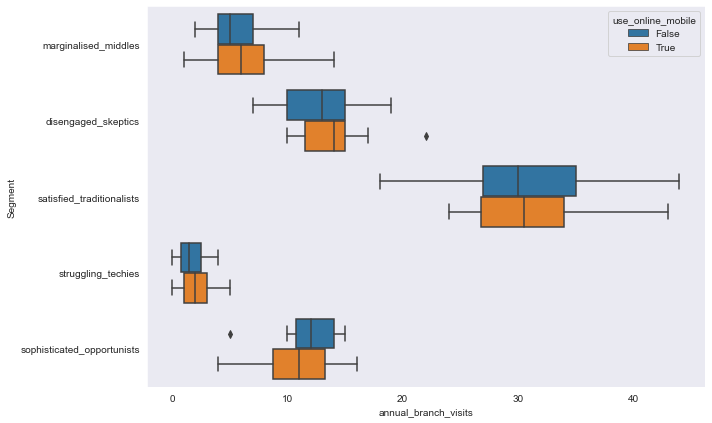 use_online_mobile
False
True
marginalised_middles
disengaged_skeptics
satisfied_traditionalists
struggling_techies
sophisticated_opportunists
Segment
0 10 20 30 40
annual_branch_visits